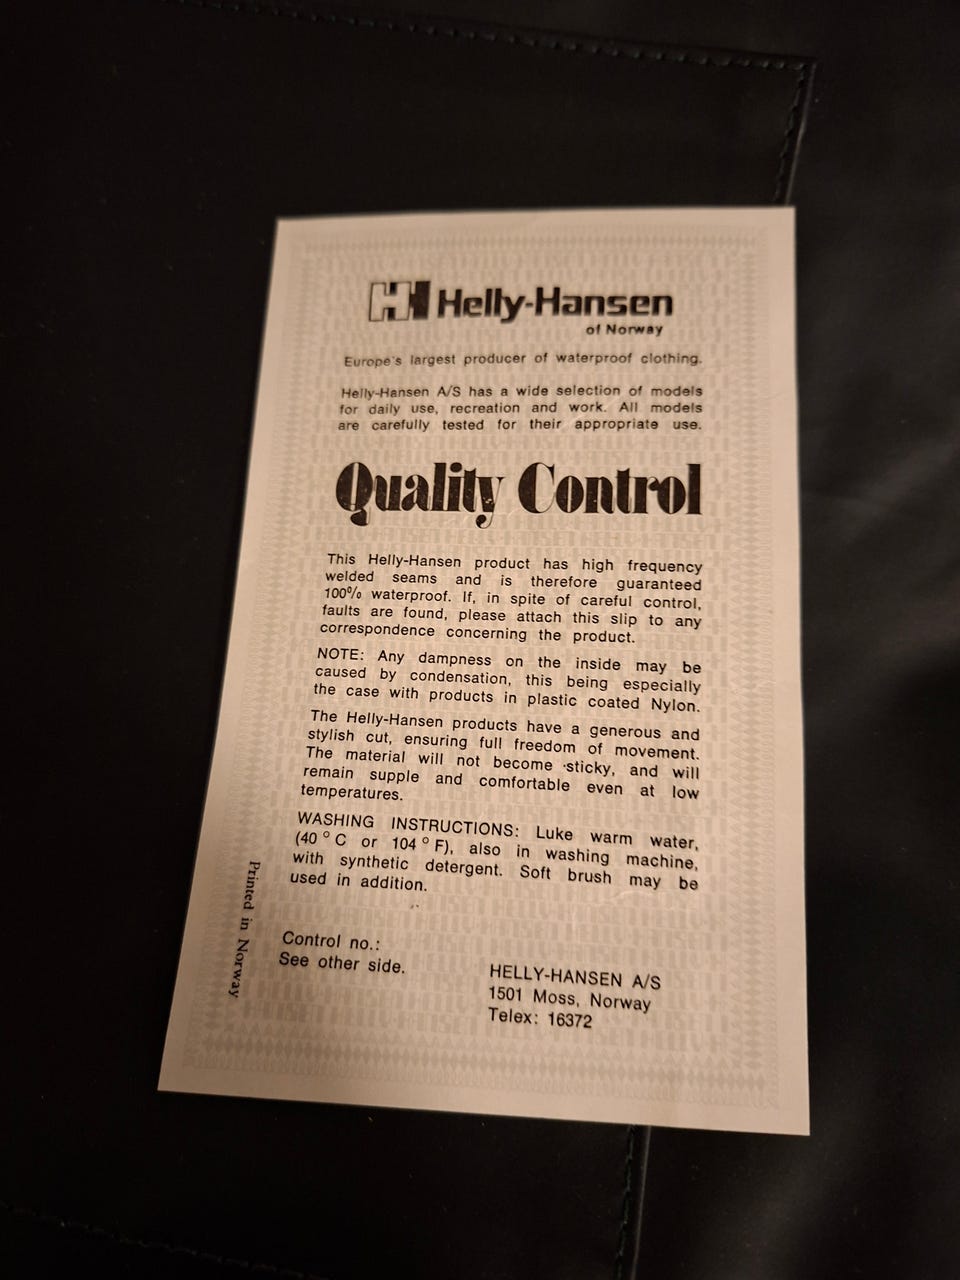 Helly-Hansen
of Norway
Europe's largest producer of waterproof clothing.
Helly-Hansen A/S has a wide selection of models
for daily use, recreation and work. All models
are carefully tested for their appropriate use.
Quality Control
This Helly-Hansen product has high frequency
welded seams and is therefore guaranteed
100% waterproof. If, in spite of careful control,
faults are found, please attach this slip to any
correspondence concerning the product.
NOTE: Any dampness on the inside may be
caused by condensation, this being especially
the case with products in plastic coated Nylon.
The Helly-Hansen products have a generous and
stylish cut, ensuring full freedom of movement.
The material will not become sticky, and will
remain supple and comfortable even at low
temperatures.
WASHING INSTRUCTIONS: Luke warm water,
(40 ° C or 104 ° F), also in washing machine,
with synthetic detergent. Soft brush may be
used in addition.
Printed in Norway
Control no.:
See other side.
HELLY-HANSEN A/S
1501 Moss, Norway
Telex: 16372